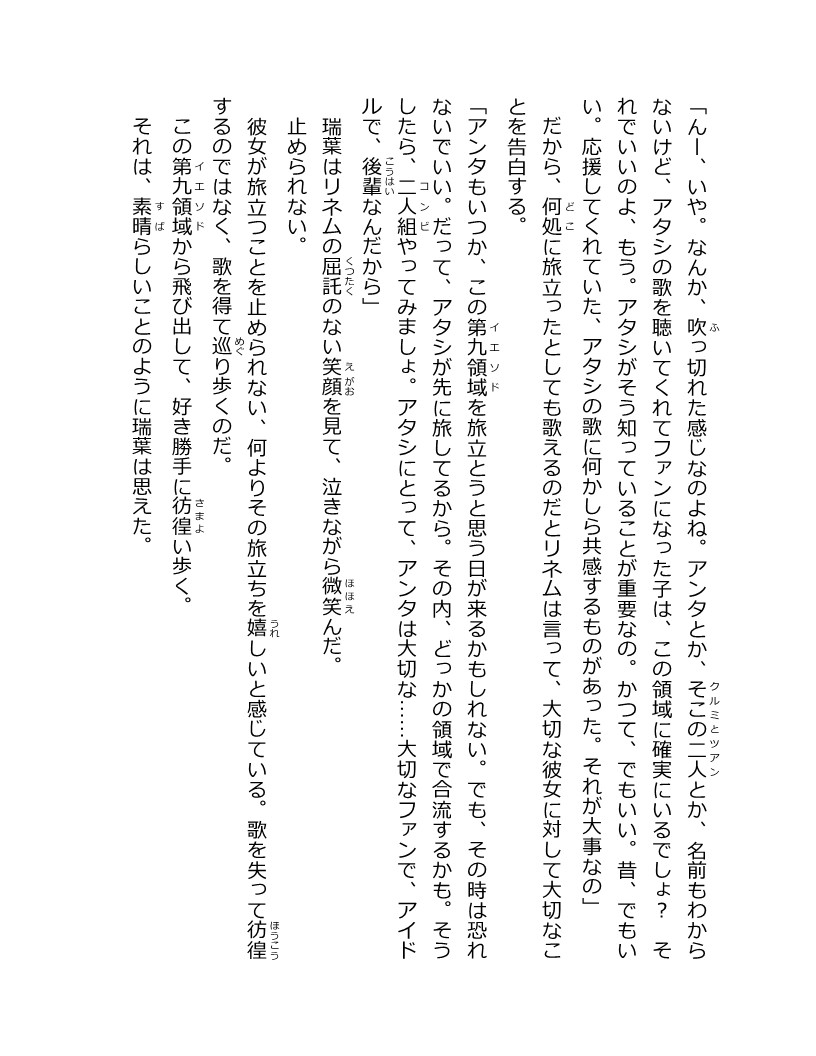 「んー、いや。なんか、吹っ切れた感じなのよね。アンタとか、そこの二人とか、名前もわから
ないけど、アタシの歌を聴いてくれてファンになった子は、この領域に確実にいるでしょ？　そ
れでいいのよ、もう。アタシがそう知っていることが重要なの。かつて、でもいい。昔、でもい
い。応援してくれていた、アタシの歌に何かしら共感するものがあった。それが大事なの」
　だから、何処に旅立ったとしても歌えるのだとリネムは言って、大切な彼女に対して大切なこ
とを告白する。
「アンタもいつか、この第九領域を旅立とうと思う日が来るかもしれない。でも、その時は恐れ
ないでいい。だって、アタシが先に旅してるから。その内、どっかの領域で合流するかも。そう
したら、二人組やってみましょ。アタシにとって、アンタは大切な……大切なファンで、アイド
ルで、後輩なんだから」
　瑞葉はリネムの屈託のない笑顔を見て、泣きながら微笑んだ。
　止められない。
　彼女が旅立つことを止められない、何よりその旅立ちを嬉しいと感じている。歌を失って彷徨
するのではなく、歌を得て巡り歩くのだ。
　この第九領域から飛び出して、好き勝手に彷徨い歩く。
　それは、素晴らしいことのように瑞葉は思えた。